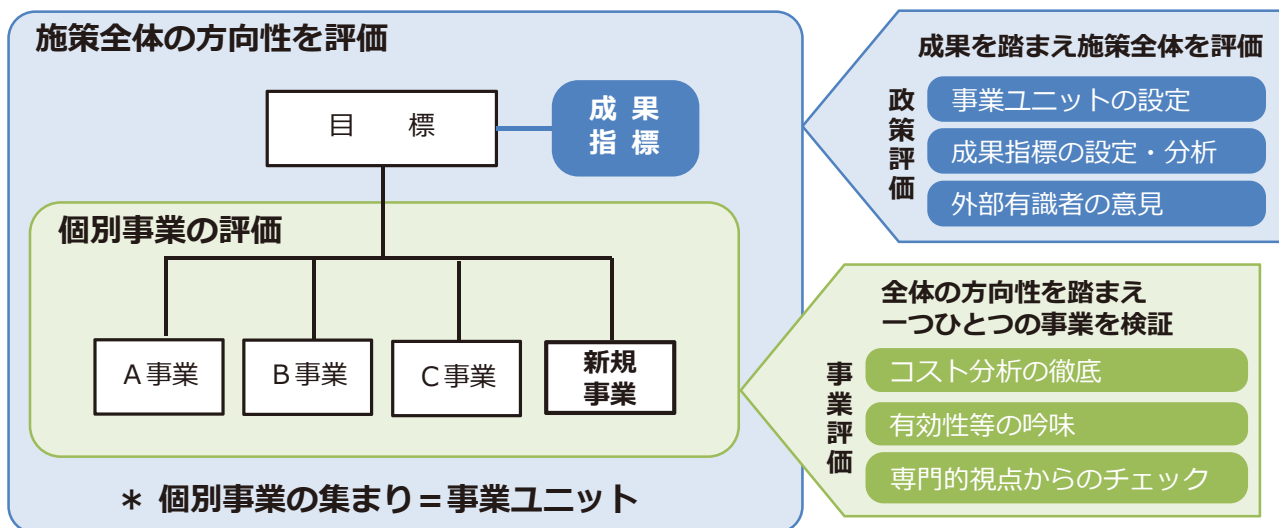 施策全体の方向性を評価
目 標
成 果
指 標
個別事業の評価
A事業
B事業
C事業
新規
事業
* 個別事業の集まり=事業ユニット
成果を踏まえ施策全体を評価
政策評価
事業ユニットの設定
成果指標の設定・分析
外部有識者の意見
全体の方向性を踏まえ
一つひとつの事業を検証
事業評価
コスト分析の徹底
有効性等の吟味
専門的視点からのチェック